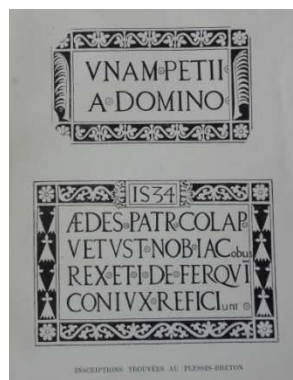 VNAM·PETII
A·DOMINO·
1534
ÆDES·PATR·COLAP
VETVST·NOB·IACobus
REX·ET·I·DE·FERQVI
CONIVX·REFICIunt·
INSCRIPTIONS TROUVÉES AU PLESSIS-BRETON